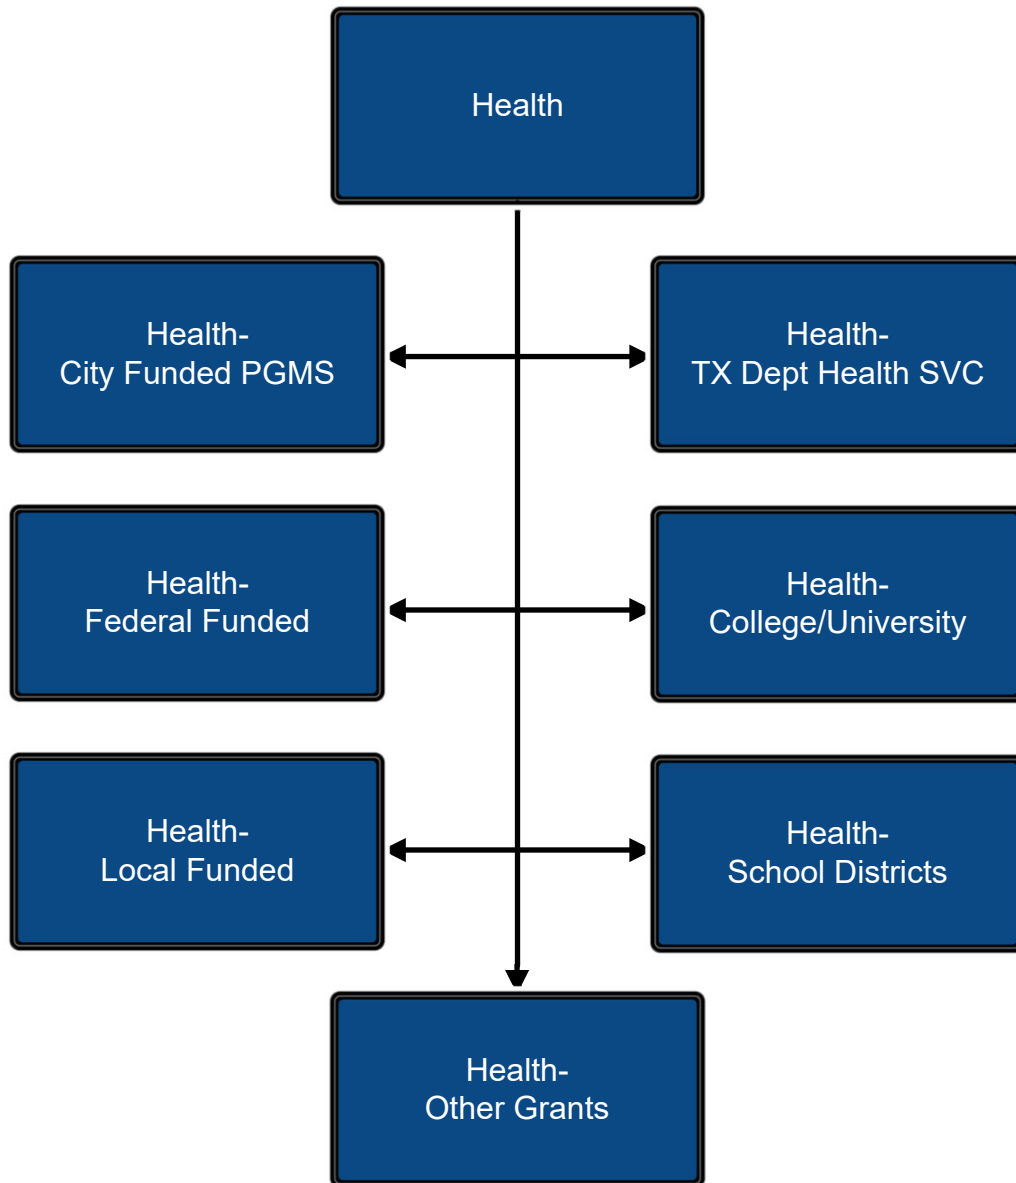 Health
Health-
City Funded PGMS
Health-
TX Dept Health SVC
Health-
Federal Funded
Health-
College/University
Health-
Local Funded
Health-
School Districts
Health-
Other Grants